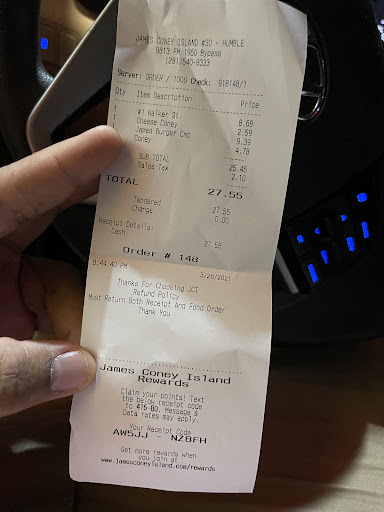 JAMES CONEY ISLAND #30 - HUMBLE
9813 FM 1960 Bypass
(281) 540-8333
Server: ORDER / 1000 Check: 918148/1
Qty Item Description Price
1 #1 Walker St. 8.69
1 Cheese Coney 2.59
James Burger Cmc 9.39
Coney 4.78
SUB TOTAL 25.45
Sales Tax 2.10
TOTAL 27.55
Tendered 27.55
Change 0.00
Receipt Details:
Cash 27.55
Order # 148
8:44:43 PM 3/28/2021
Thanks For Choosing JCI
Refund Policy
Must Return Both Receipt And Food Order
Thank You
James Coney Island
Rewards
Claim your points! Text
the below receipt code
to 415-80. Message &
Data rates may apply.
Your Receipt Code
AW5JJ - NZ8FH
Get more rewards when
you join at
www.jamesconeyisland.com/rewards